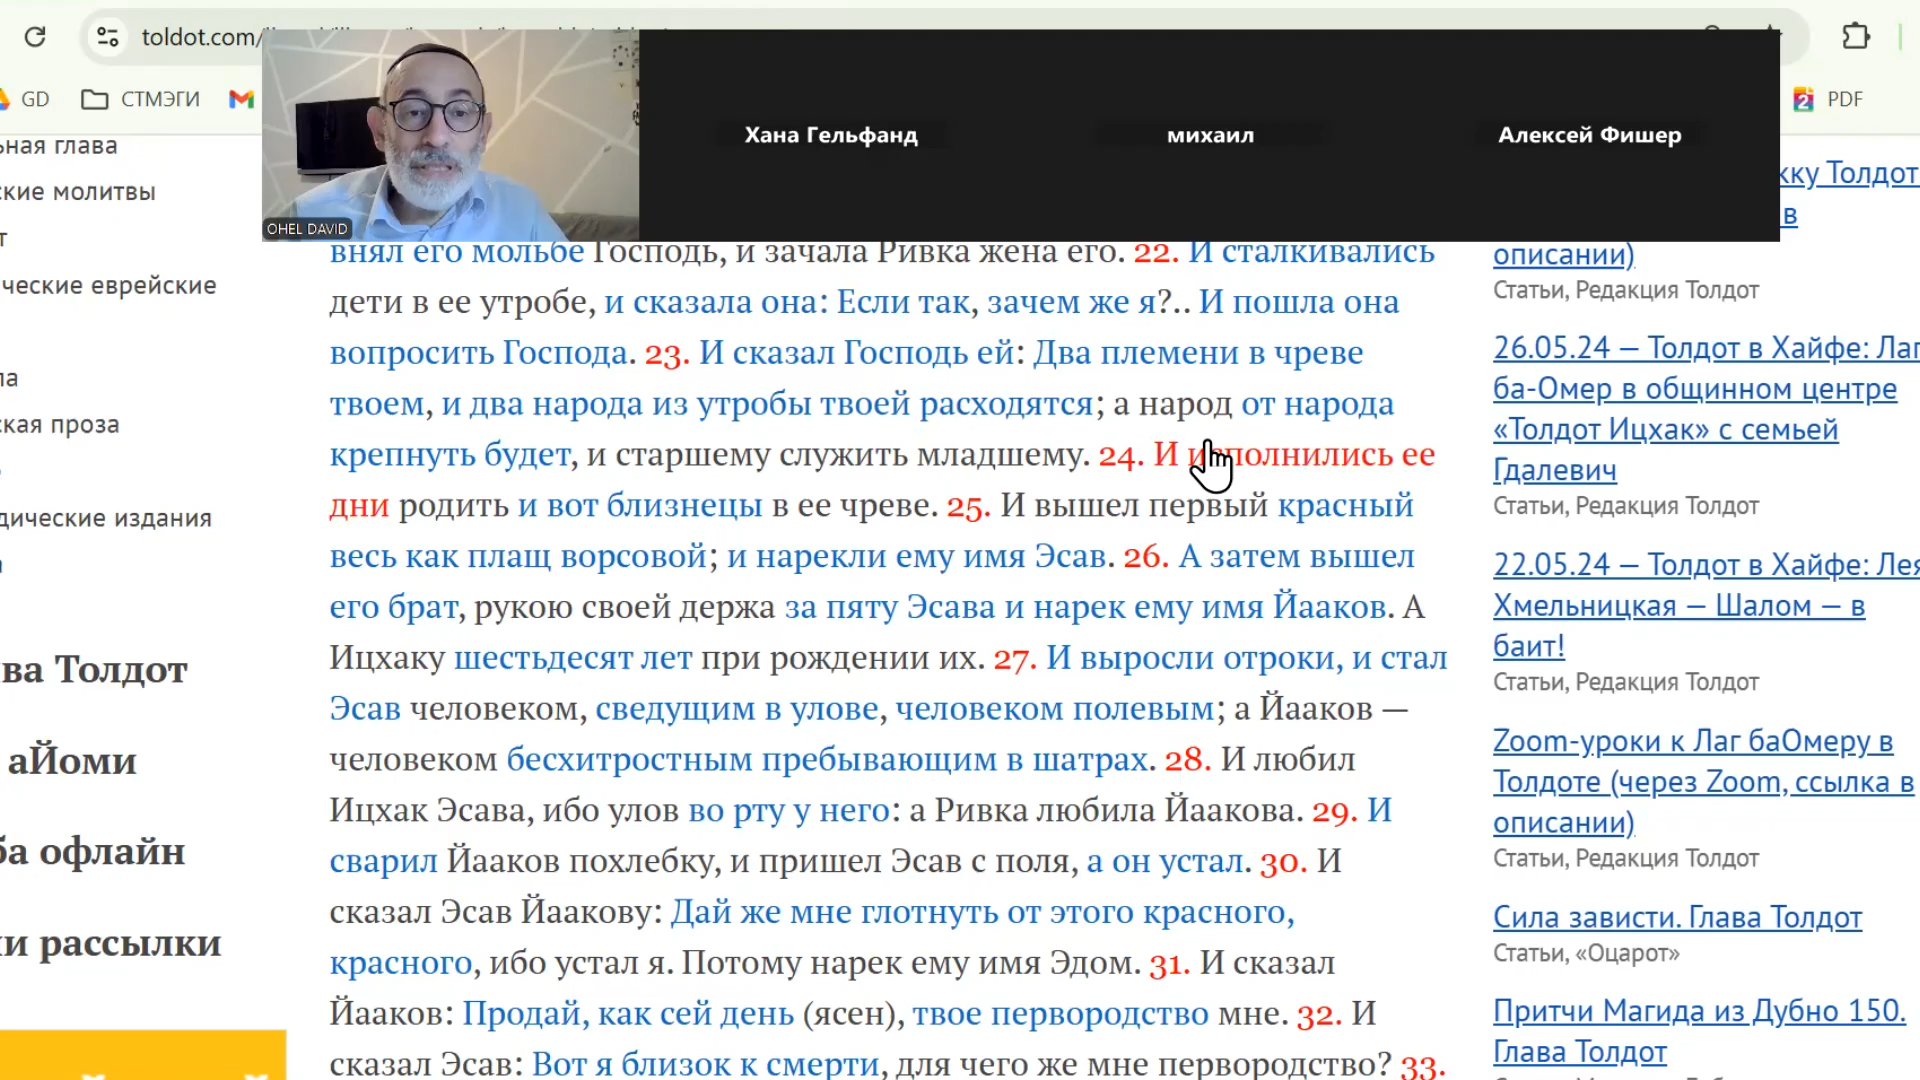 toldot.com/
GD
СТМЭГИ
PDF
OHEL DAVID
Хана Гельфанд
михаил
Алексей Фишер
ьная глава
ские молитвы
т
ческие еврейские
ла
ская проза
дические издания
а
ва Толдот
аЙоми
ба офлайн
и рассылки
внял его мольбе Господь, и зачала Ривка жена его. 22. И сталкивались
дети в ее утробе, и сказала она: Если так, зачем же я?.. И пошла она
вопросить Господа. 23. И сказал Господь ей: Два племени в чреве
твоем, и два народа из утробы твоей расходятся; а народ от народа
крепнуть будет, и старшему служить младшему. 24. И исполнились ее
дни родить и вот близнецы в ее чреве. 25. И вышел первый красный
весь как плащ ворсовой; и нарекли ему имя Эсав. 26. А затем вышел
его брат, рукою своей держа за пяту Эсава и нарек ему имя Йааков. А
Ицхаку шестьдесят лет при рождении их. 27. И выросли отроки, и стал
Эсав человеком, сведущим в улове, человеком полевым; а Йааков —
человеком бесхитростным пребывающим в шатрах. 28. И любил
Ицхак Эсава, ибо улов во рту у него: а Ривка любила Йаакова. 29. И
сварил Йааков похлебку, и пришел Эсав с поля, а он устал. 30. И
сказал Эсав Йаакову: Дай же мне глотнуть от этого красного,
красного, ибо устал я. Потому нарек ему имя Эдом. 31. И сказал
Йааков: Продай, как сей день (ясен), твое первородство мне. 32. И
сказал Эсав: Вот я близок к смерти, для чего же мне первородство? 33.
кку Толдот
в
описании)
Статьи, Редакция Толдот
26.05.24 — Толдот в Хайфе: Лаг
ба-Омер в общинном центре
«Толдот Ицхак» с семьей
Гдалевич
Статьи, Редакция Толдот
22.05.24 — Толдот в Хайфе: Лея
Хмельницкая — Шалом — в
баит!
Статьи, Редакция Толдот
Zoom-уроки к Лаг баОмеру в
Толдоте (через Zoom, ссылка в
описании)
Статьи, Редакция Толдот
Сила зависти. Глава Толдот
Статьи, «Оцарот»
Притчи Магида из Дубно 150.
Глава Толдот